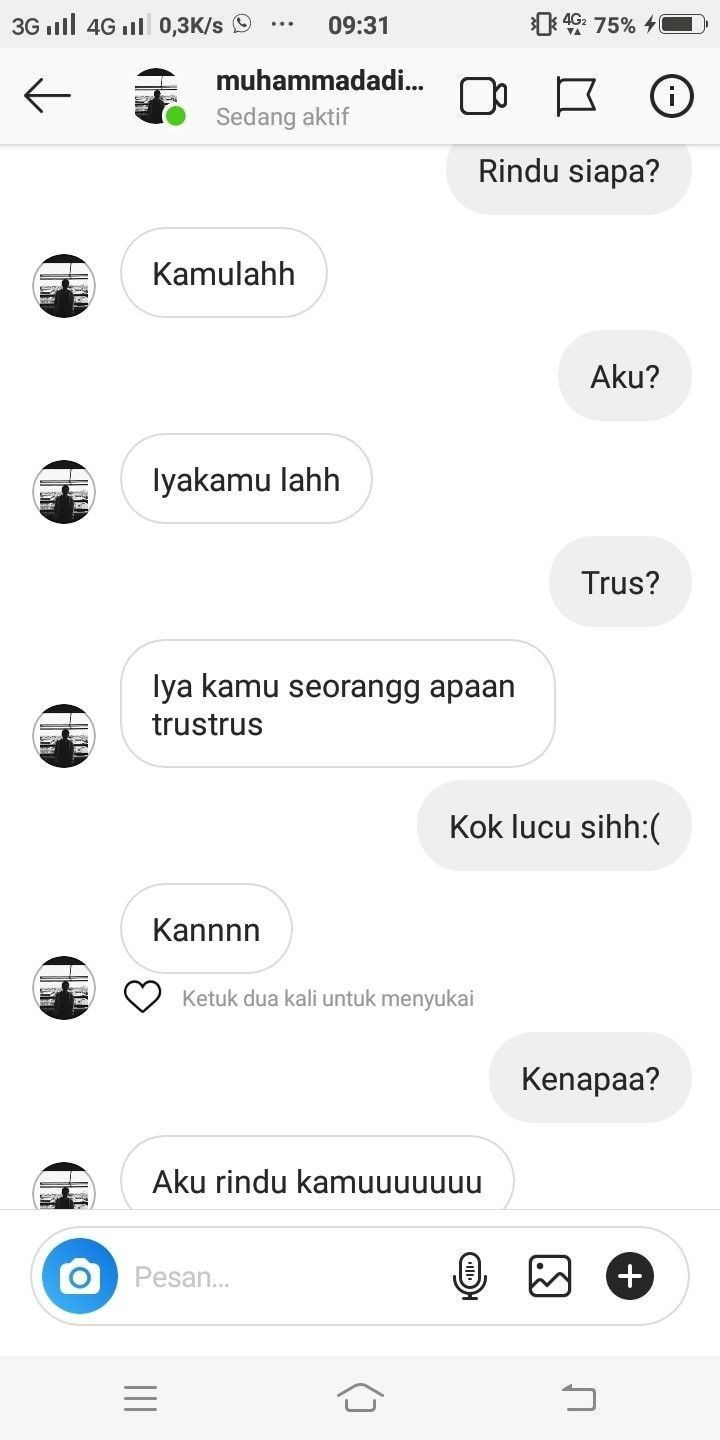 3G 4G 0,3K/s ... 09:31 4G2 75%
muhammadadi...
Sedang aktif
Rindu siapa?
Kamulahh
Aku?
Iyakamu lahh
Trus?
Iya kamu seorangg apaan
trustrus
Kok lucu sihh:(
Kannnn
Ketuk dua kali untuk menyukai
Kenapaa?
Aku rindu kamuuuuuuu
Pesan...